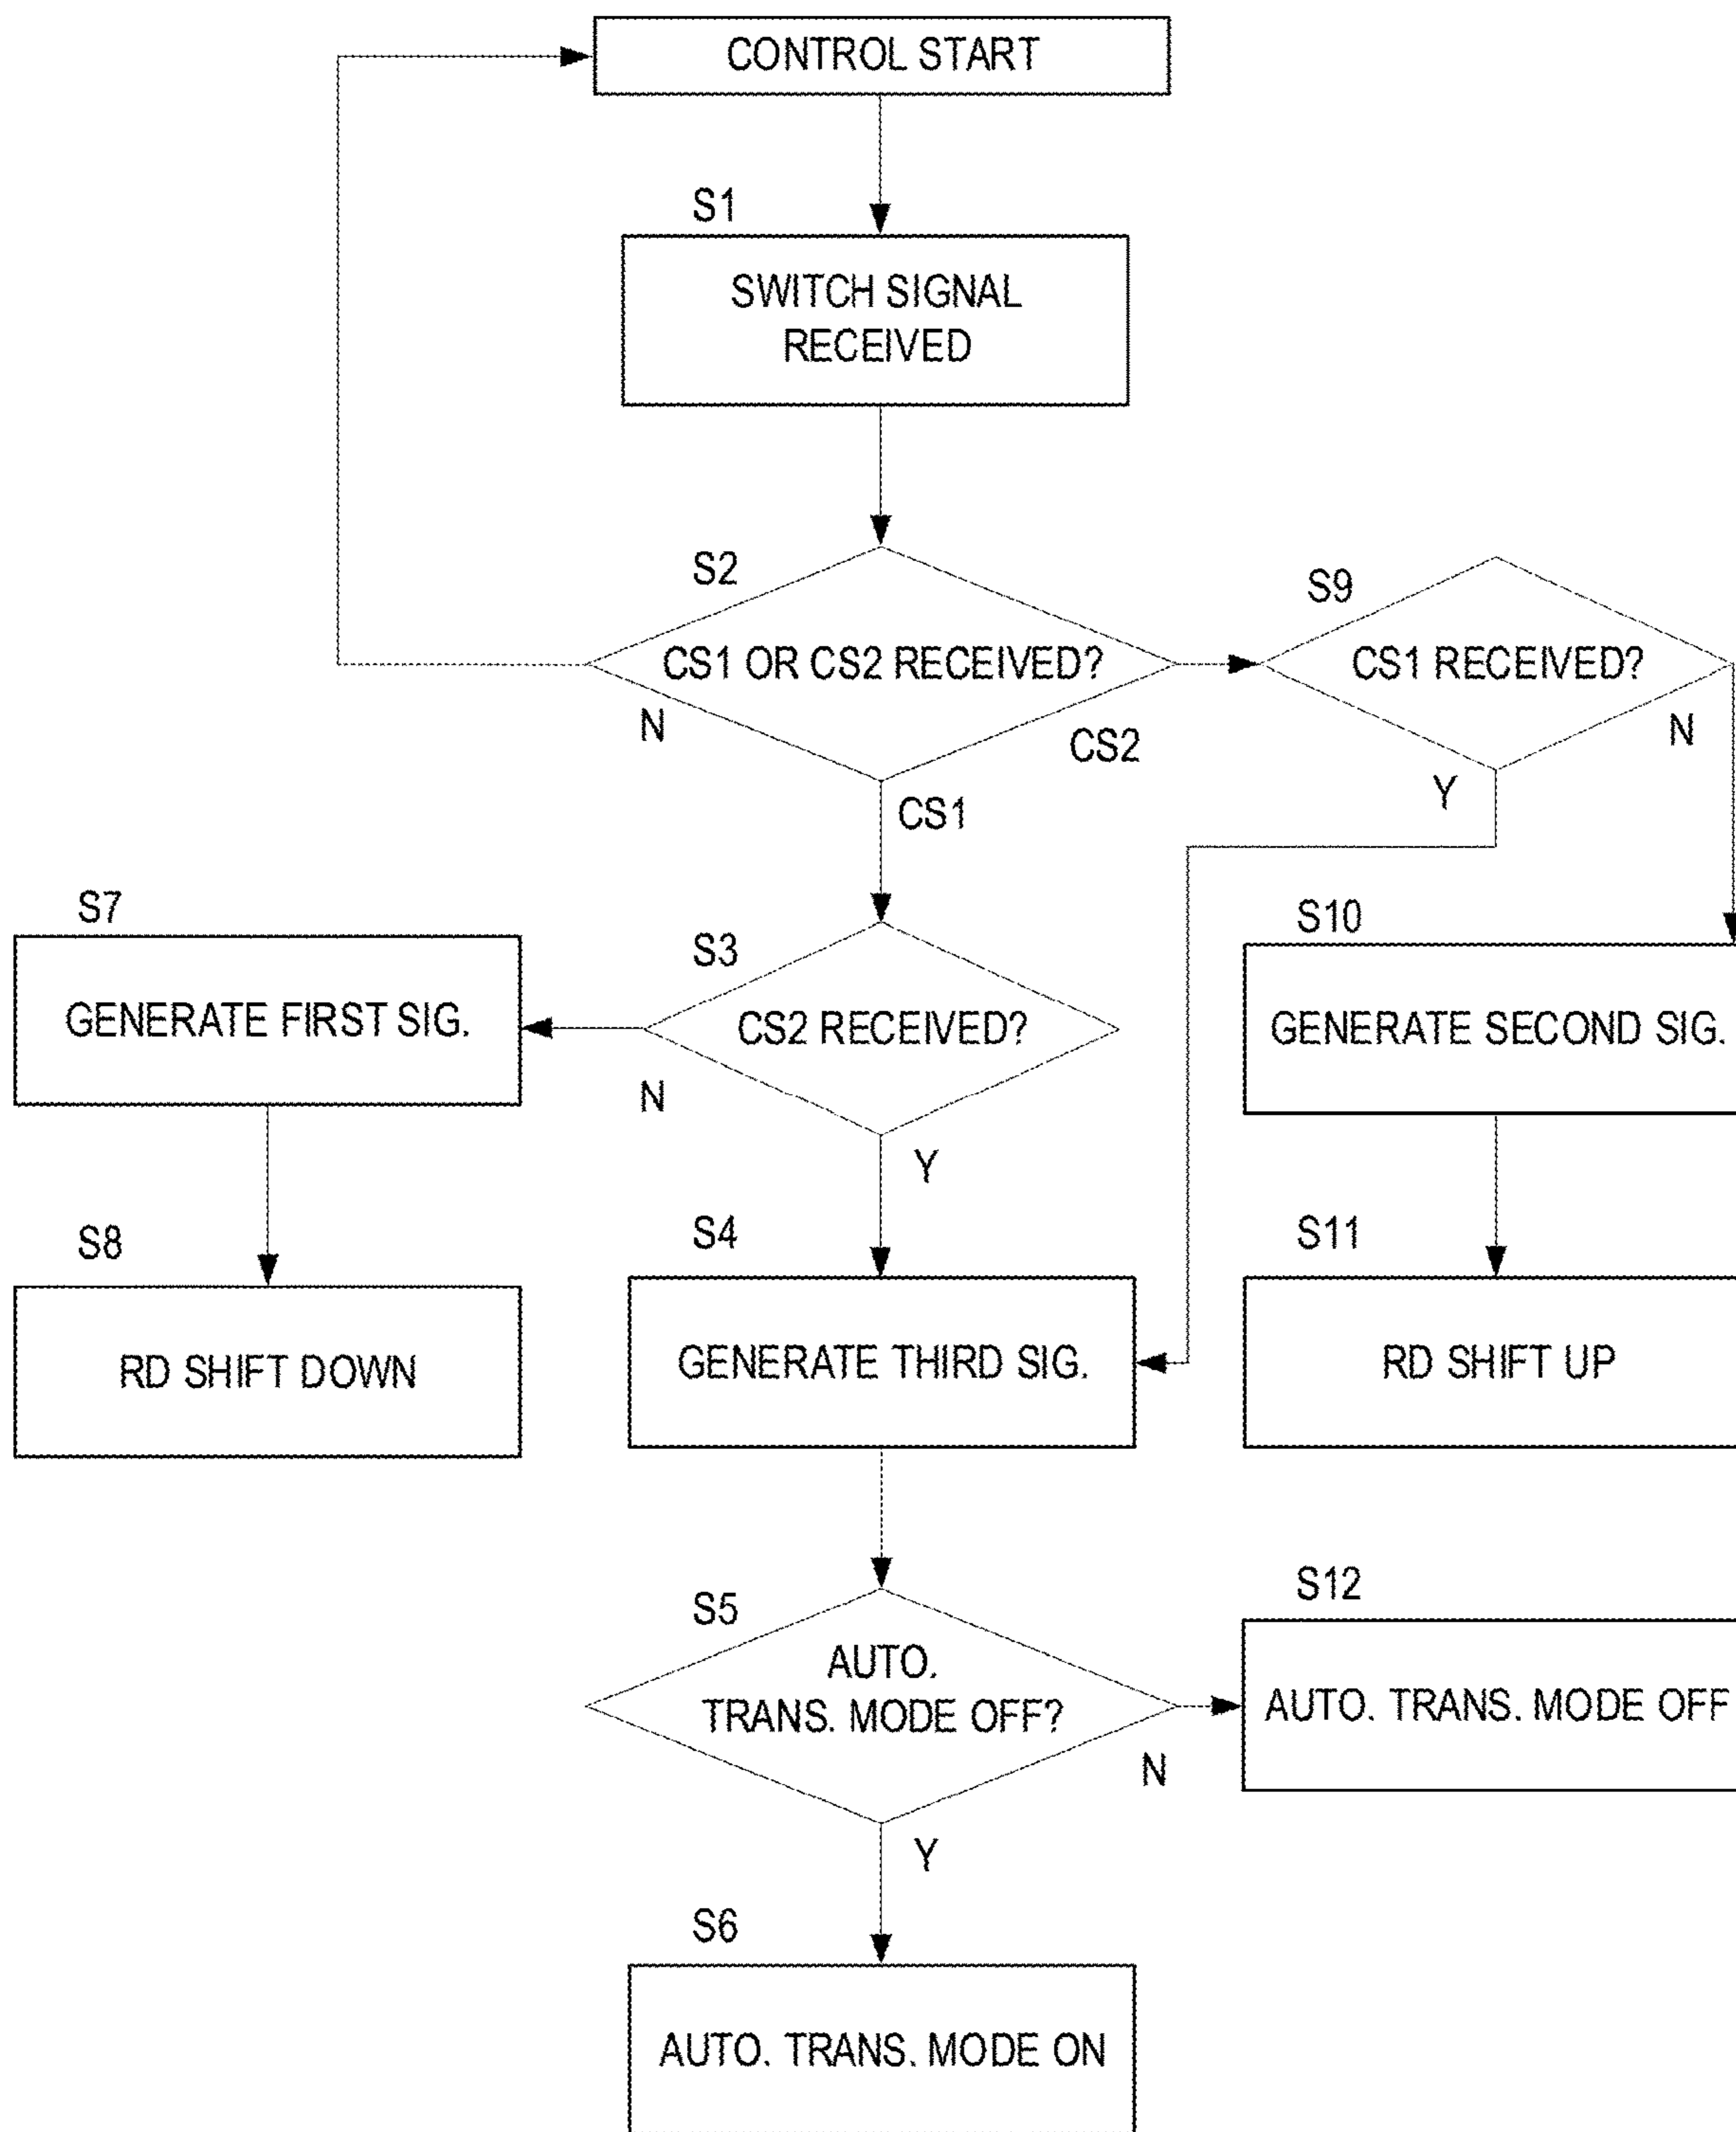 CONTROL START
S1
SWITCH SIGNAL
RECEIVED
S2
CS1 OR CS2 RECEIVED?
N
CS2
CS1
S9
CS1 RECEIVED?
N
Y
S7
GENERATE FIRST SIG.
S3
CS2 RECEIVED?
N
Y
S10
GENERATE SECOND SIG.
S8
RD SHIFT DOWN
S4
GENERATE THIRD SIG.
S11
RD SHIFT UP
S5
AUTO.
TRANS. MODE OFF?
N
Y
S12
AUTO. TRANS. MODE OFF
S6
AUTO. TRANS. MODE ON